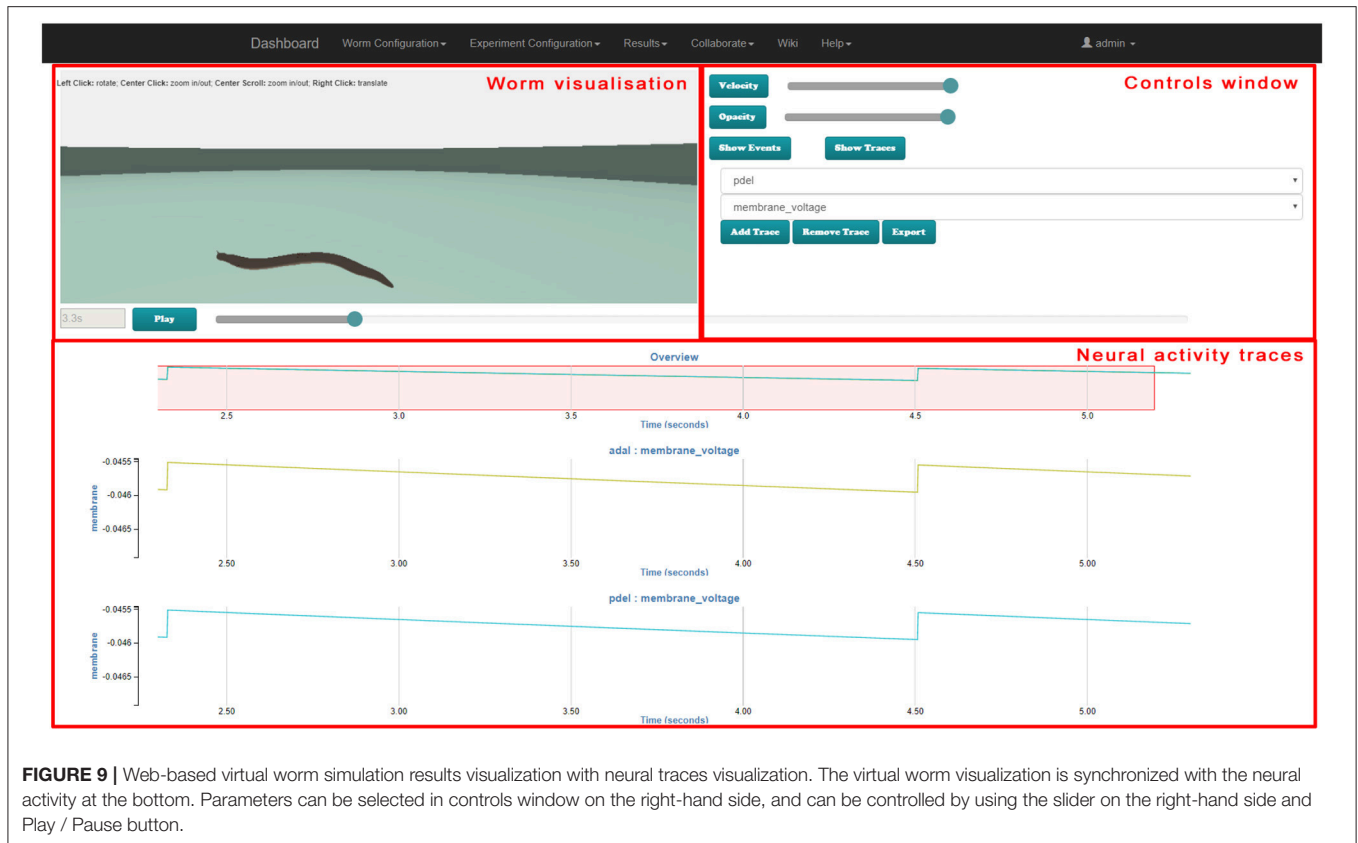 Dashboard Worm Configuration Experiment Configuration Results Collaborate Wiki Help admin
Left Click: rotate; Center Click: zoom in/out; Center Scroll: zoom in/out; Right Click: translate
Worm visualisation
Controls window
Velocity
Opacity
Show Events Show Traces
pdel
membrane_voltage
Add Trace Remove Trace Export
3.3s Play
Neural activity traces
Overview
2.5 3.0 3.5 4.0 4.5 5.0
Time (seconds)
adal : membrane_voltage
-0.0455
-0.046
-0.0465
membrane
2.50 3.00 3.50 4.00 4.50 5.00
Time (seconds)
pdel : membrane_voltage
-0.0455
-0.046
-0.0465
membrane
2.50 3.00 3.50 4.00 4.50 5.00
Time (seconds)
FIGURE 9 | Web-based virtual worm simulation results visualization with neural traces visualization. The virtual worm visualization is synchronized with the neural
activity at the bottom. Parameters can be selected in controls window on the right-hand side, and can be controlled by using the slider on the right-hand side and
Play / Pause button.